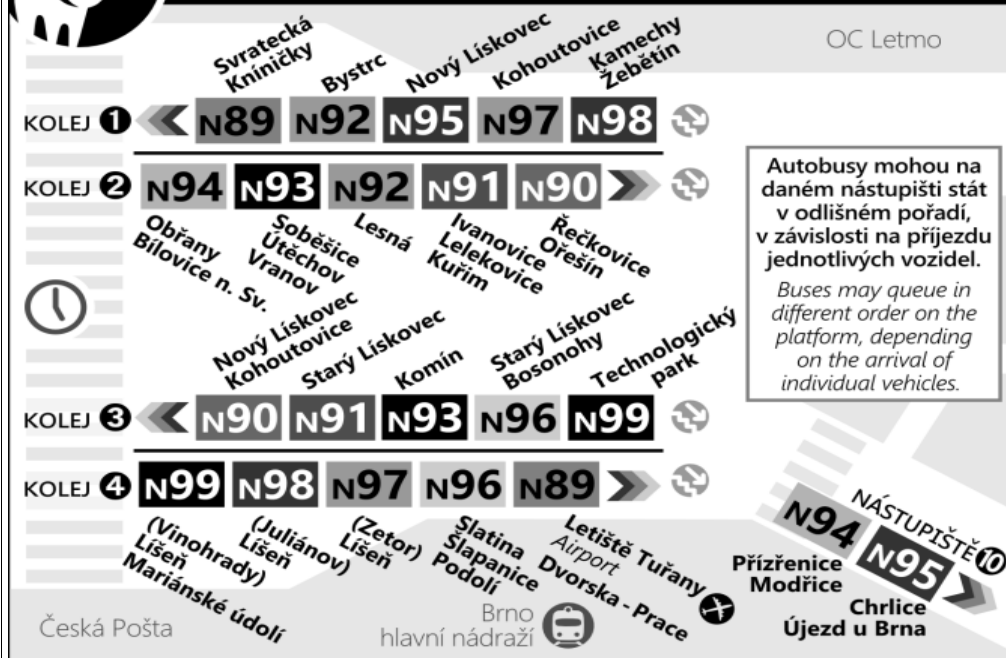 OC Letmo
Svratecká
Kníničky
Bystrc
Nový Lískovec
Kohoutovice
Kamechy
Žebětín
KOLEJ 1 N89 N92 N95 N97 N98
KOLEJ 2 N94 N93 N92 N91 N90
Obřany
Bílovice n. Sv.
Soběšice
Útěchov
Vranov
Lesná
Ivanovice
Lelekovice
Kuřim
Řečkovice
Ořešín
Autobusy mohou na
daném nástupišti stát
v odlišném pořadí,
v závislosti na příjezdu
jednotlivých vozidel.
Buses may queue in
different order on the
platform, depending
on the arrival of
individual vehicles.
Nový Lískovec
Kohoutovice
Starý Lískovec
Komín
Starý Lískovec
Bosonohy
Technologický
park
KOLEJ 3 N90 N91 N93 N96 N99
KOLEJ 4 N99 N98 N97 N96 N89
(Vinohrady)
Líšeň
Mariánské údolí
(Juliánov)
Líšeň
(Zetor)
Líšeň
Slatina
Šlapanice
Podolí
Letiště Tuřany
Airport
Dvorska - Prace
NÁSTUPIŠTĚ 10
N94 N95
Přízřenice
Modřice
Chrlice
Újezd u Brna
Česká Pošta
Brno
hlavní nádraží